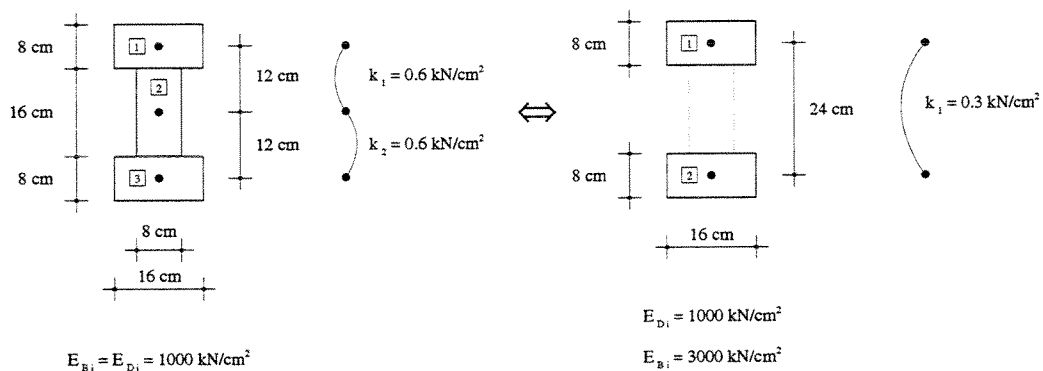 8 cm
16 cm
8 cm
1
2
3
8 cm
16 cm
12 cm
12 cm
k₁ = 0.6 kN/cm²
k₂ = 0.6 kN/cm²
E_Bi = E_Di = 1000 kN/cm²
⇔
8 cm
8 cm
1
2
16 cm
24 cm
k₁ = 0.3 kN/cm²
E_Di = 1000 kN/cm²
E_Bi = 3000 kN/cm²